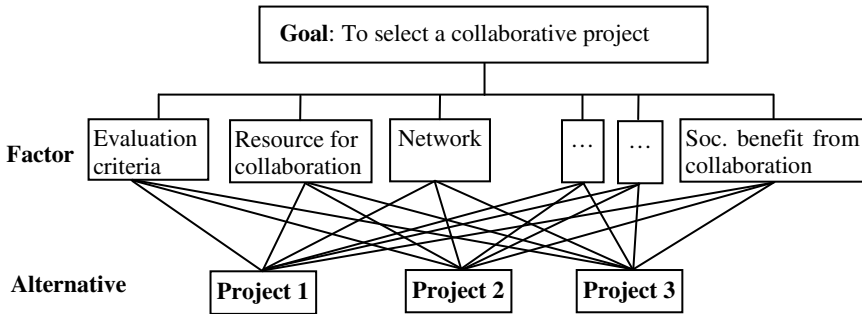 Goal: To select a collaborative project
Factor
Evaluation
criteria
Resource for
collaboration
Network
…
…
Soc. benefit from
collaboration
Alternative
Project 1
Project 2
Project 3